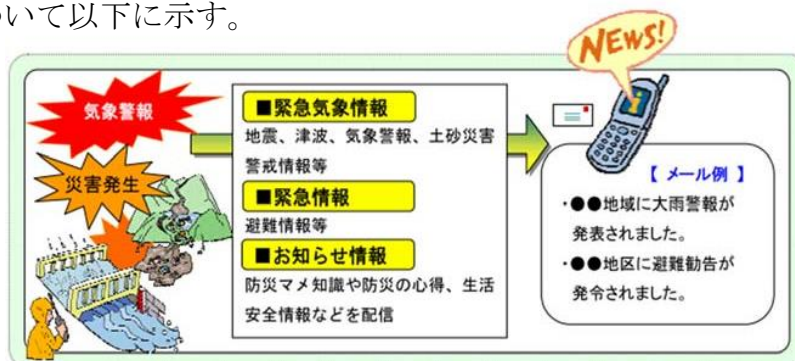 ついて以下に示す。
NEWS!
気象警報
災害発生
■緊急気象情報
地震、津波、気象警報、土砂災害
警戒情報等
■緊急情報
避難情報等
■お知らせ情報
防災マメ知識や防災の心得、生活
安全情報などを配信
【 メール例 】
・●●地域に大雨警報が
発表されました。
・●●地区に避難勧告が
発令されました。